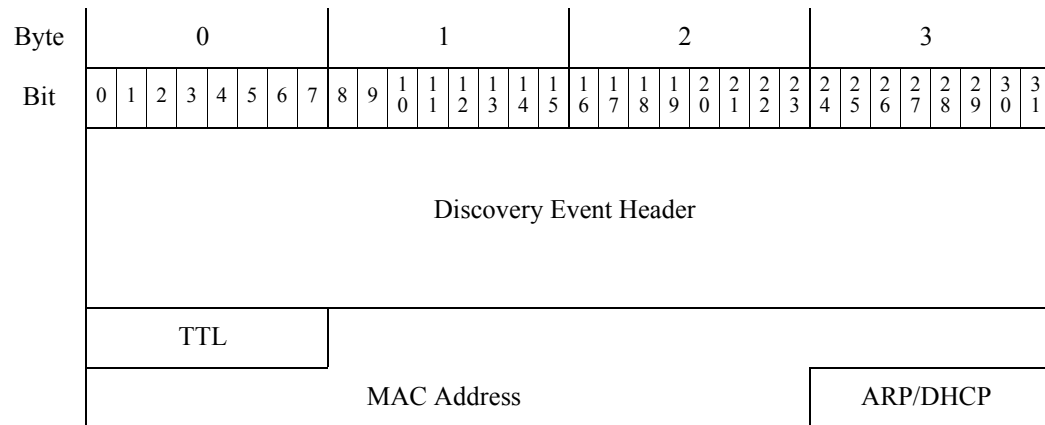 Byte 0 1 2 3
Bit 0 1 2 3 4 5 6 7 8 9 10 11 12 13 14 15 16 17 18 19 20 21 22 23 24 25 26 27 28 29 30 31
Discovery Event Header
TTL
MAC Address ARP/DHCP